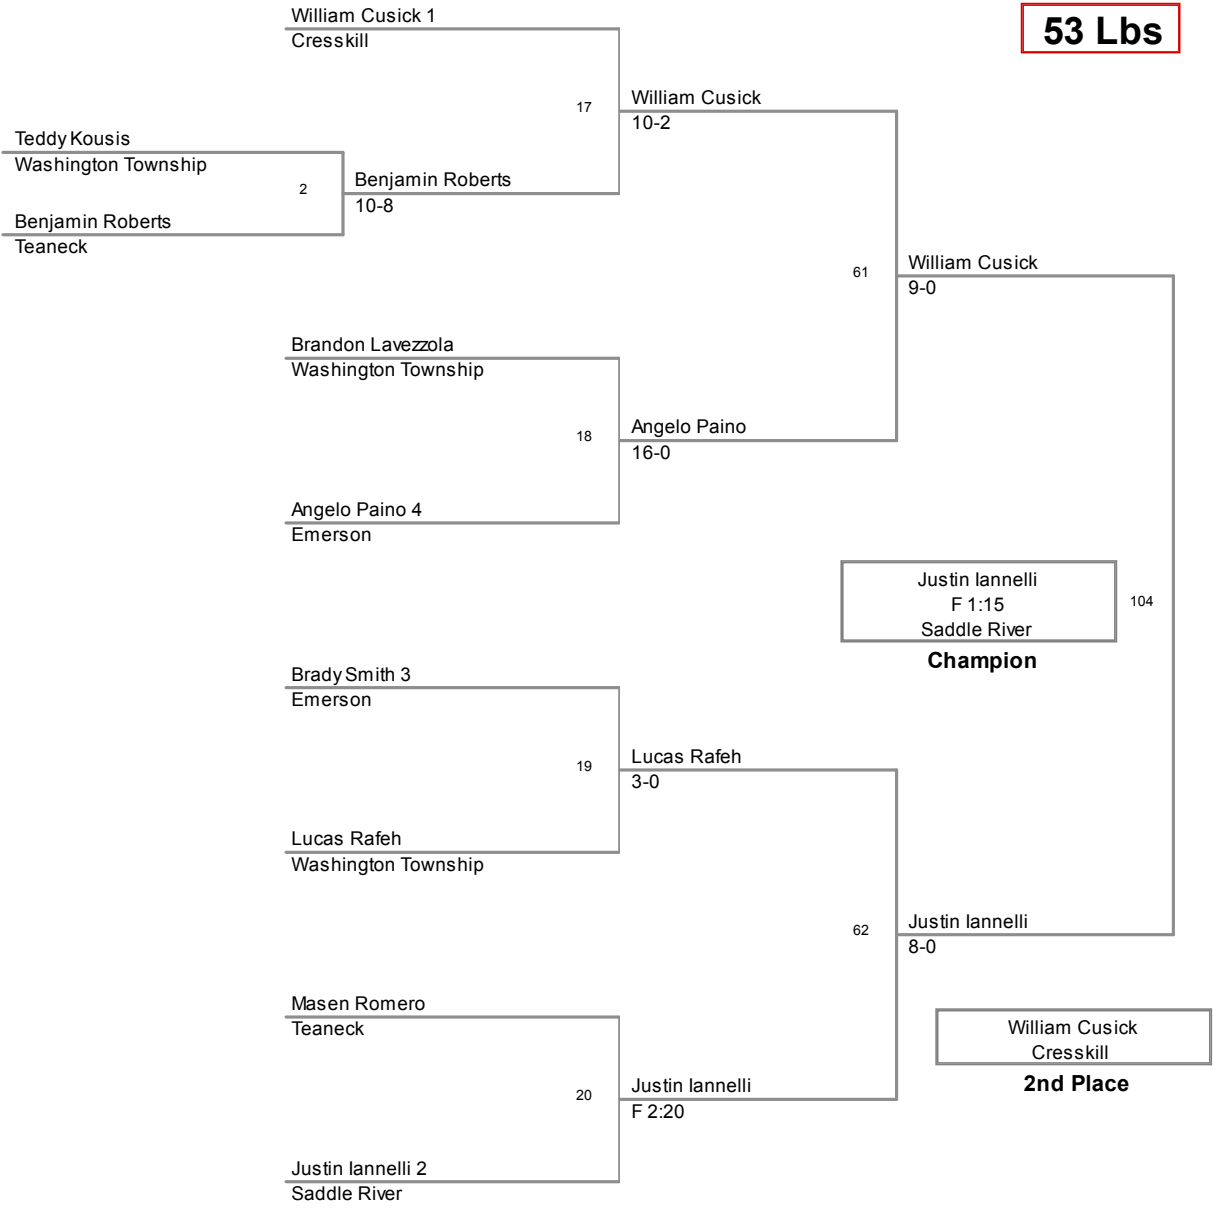 William Cusick 1
Cresskill
53 Lbs
17
William Cusick
10-2
Teddy Kousis
Washington Township
2
Benjamin Roberts
10-8
Benjamin Roberts
Teaneck
61
William Cusick
9-0
Brandon Lavezzola
Washington Township
18
Angelo Paino
16-0
Angelo Paino 4
Emerson
Justin Iannelli
F 1:15
Saddle River
104
Champion
Brady Smith 3
Emerson
19
Lucas Rafeh
3-0
Lucas Rafeh
Washington Township
62
Justin Iannelli
8-0
Masen Romero
Teaneck
William Cusick
Cresskill
2nd Place
20
Justin Iannelli
F 2:20
Justin Iannelli 2
Saddle River